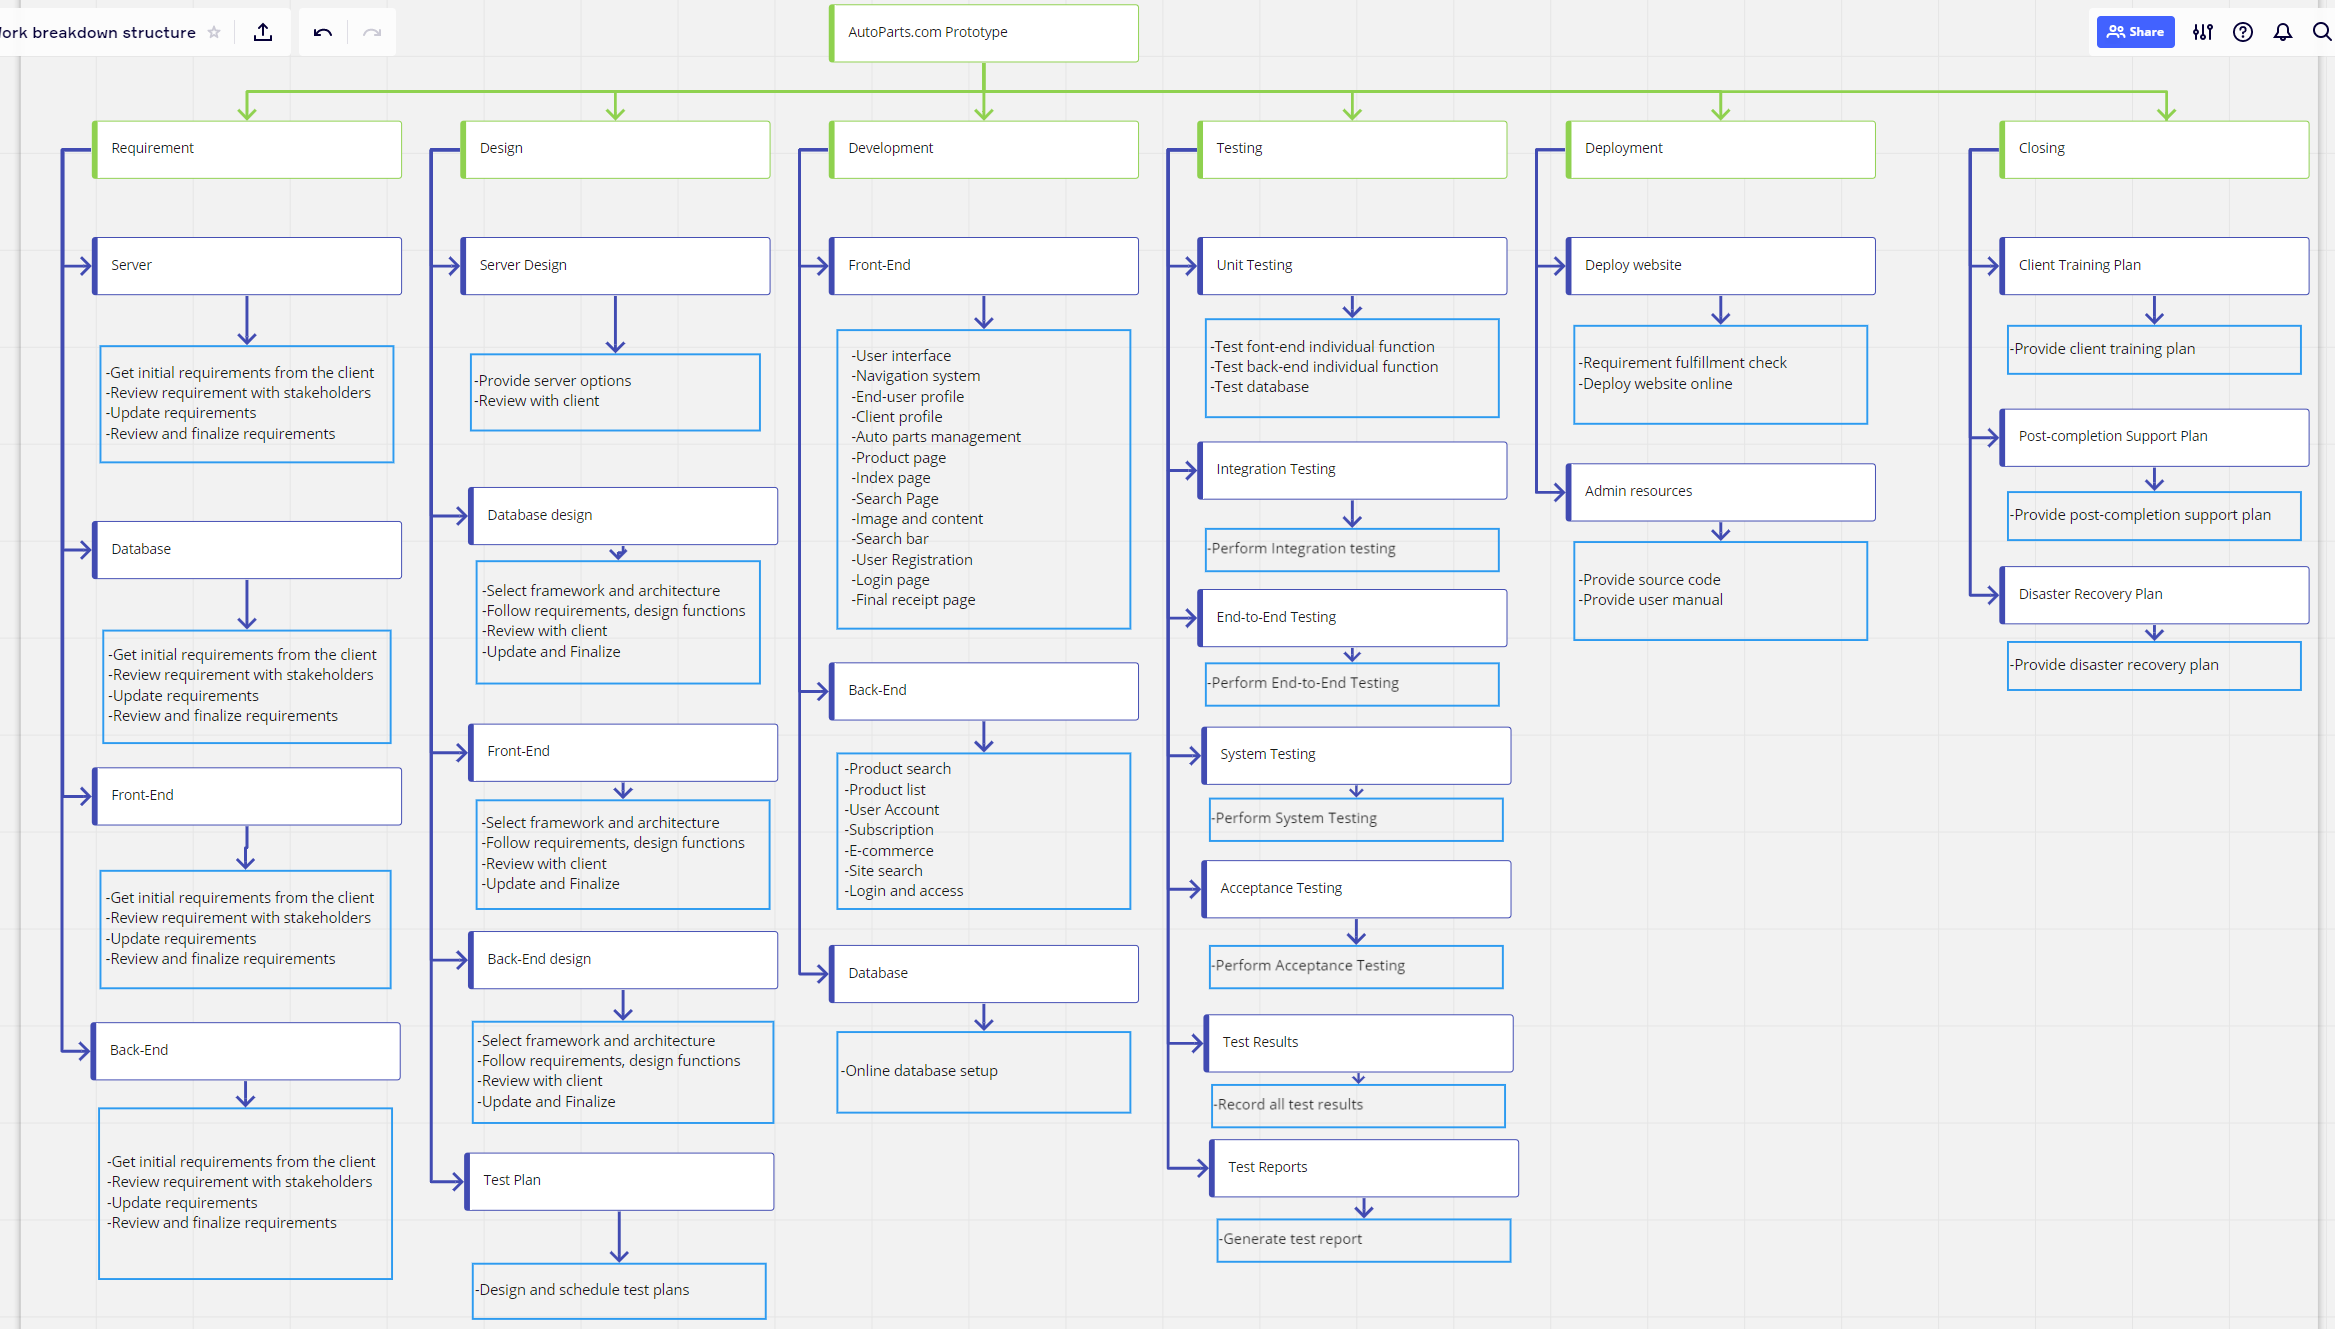 ork breakdown structure
Share
AutoParts.com Prototype
Requirement
Server
-Get initial requirements from the client
-Review requirement with stakeholders
-Update requirements
-Review and finalize requirements
Database
-Get initial requirements from the client
-Review requirement with stakeholders
-Update requirements
-Review and finalize requirements
Front-End
-Get initial requirements from the client
-Review requirement with stakeholders
-Update requirements
-Review and finalize requirements
Back-End
-Get initial requirements from the client
-Review requirement with stakeholders
-Update requirements
-Review and finalize requirements
Design
Server Design
-Provide server options
-Review with client
Database design
-Select framework and architecture
-Follow requirements, design functions
-Review with client
-Update and Finalize
Front-End
-Select framework and architecture
-Follow requirements, design functions
-Review with client
-Update and Finalize
Back-End design
-Select framework and architecture
-Follow requirements, design functions
-Review with client
-Update and Finalize
Test Plan
-Design and schedule test plans
Development
Front-End
-User interface
-Navigation system
-End-user profile
-Client profile
-Auto parts management
-Product page
-Index page
-Search Page
-Image and content
-Search bar
-User Registration
-Login page
-Final receipt page
Back-End
-Product search
-Product list
-User Account
-Subscription
-E-commerce
-Site search
-Login and access
Database
-Online database setup
Testing
Unit Testing
-Test font-end individual function
-Test back-end individual function
-Test database
Integration Testing
-Perform Integration testing
End-to-End Testing
-Perform End-to-End Testing
System Testing
-Perform System Testing
Acceptance Testing
-Perform Acceptance Testing
Test Results
-Record all test results
Test Reports
-Generate test report
Deployment
Deploy website
-Requirement fulfillment check
-Deploy website online
Admin resources
-Provide source code
-Provide user manual
Closing
Client Training Plan
-Provide client training plan
Post-completion Support Plan
-Provide post-completion support plan
Disaster Recovery Plan
-Provide disaster recovery plan